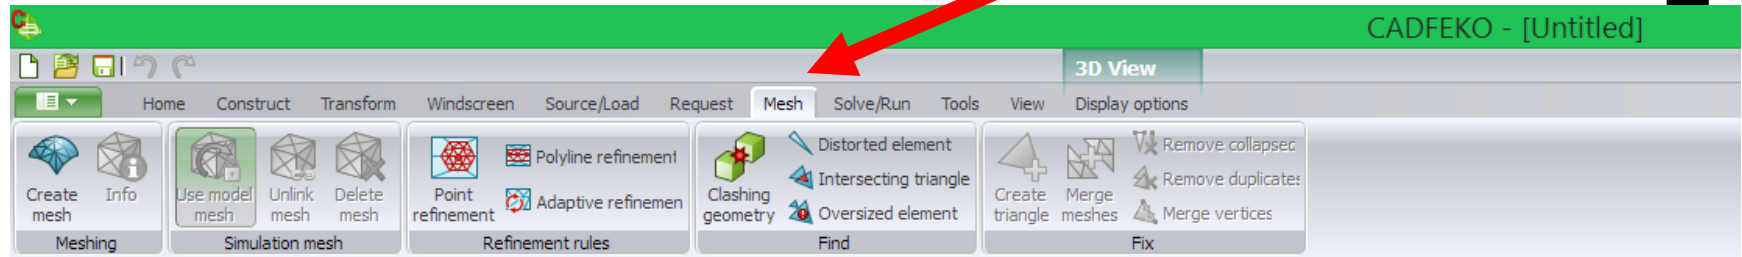 CADFEKO - [Untitled]
3D View
Home Construct Transform Windscreen Source/Load Request Mesh Solve/Run Tools View Display options
Create mesh
Info
Use model mesh
Unlink mesh
Delete mesh
Point refinement
Polyline refinement
Adaptive refinemen
Clashing geometry
Distorted element
Intersecting triangle
Oversized element
Create triangle
Merge meshes
Remove collapsed
Remove duplicates
Merge vertices
Meshing
Simulation mesh
Refinement rules
Find
Fix